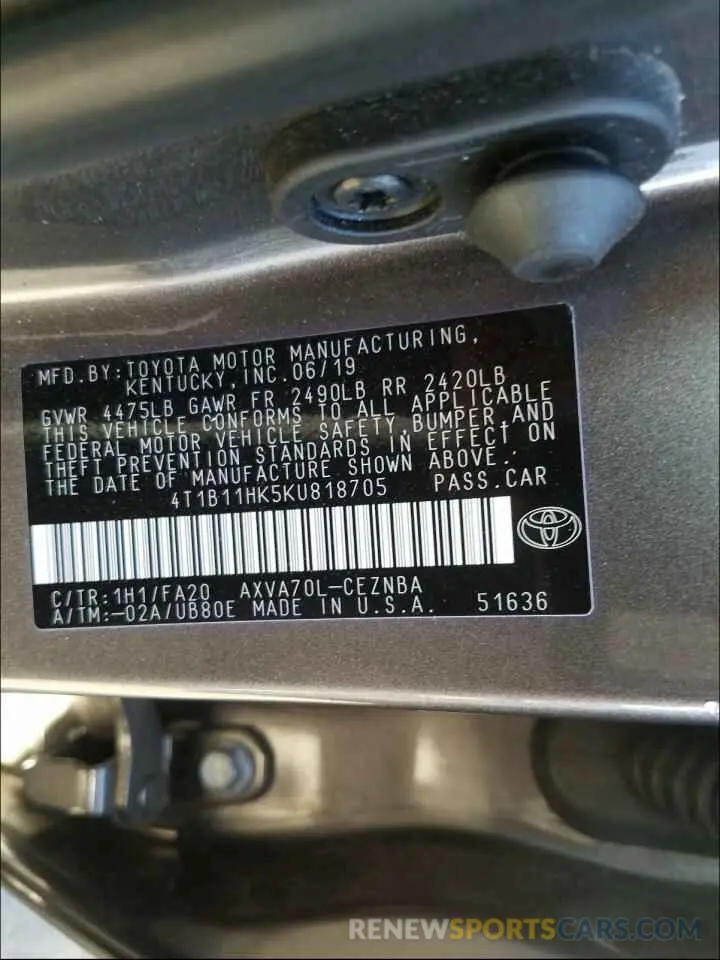 MFD.BY:TOYOTA MOTOR MANUFACTURING,
KENTUCKY,INC.06/19
GVWR 4475LB GAWR FR 2490LB RR 2420LB
THIS VEHICLE CONFORMS TO ALL APPLICABLE
FEDERAL MOTOR VEHICLE SAFETY,BUMPER,AND
THEFT PREVENTION STANDARDS IN EFFECT ON
THE DATE OF MANUFACTURE SHOWN ABOVE.
4T1B11HK5KU818705 PASS.CAR
C/TR:1H1/FA20 AXVA70L-CEZNBA
A/TM:-02A/UB80E MADE IN U.S.A. 51636
RENEWSPORTSCARS.COM